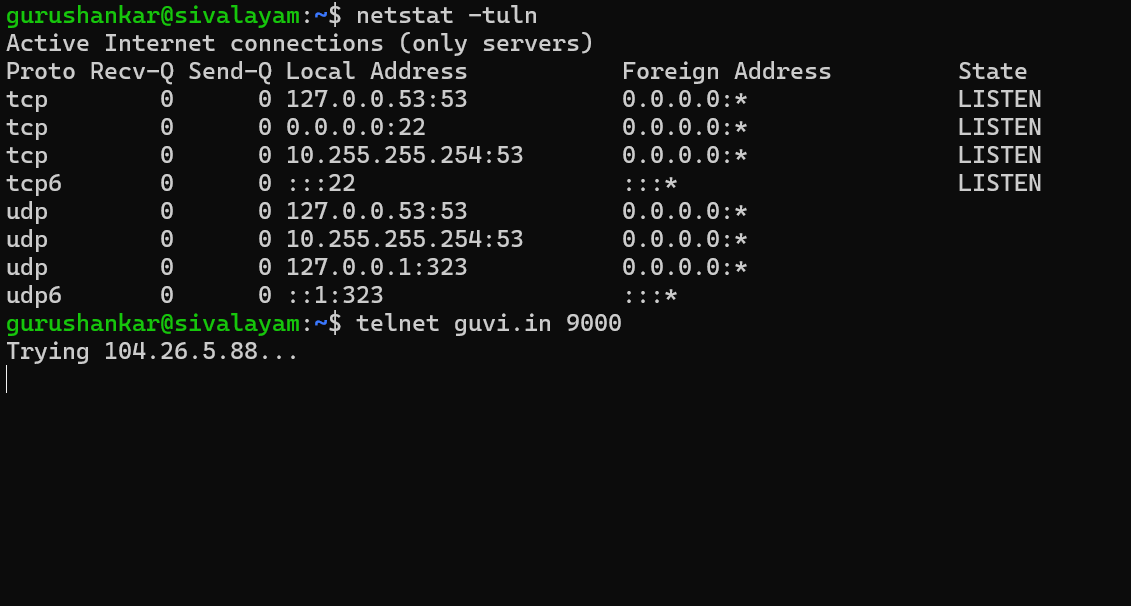 gurushankar@sivalayam:~$ netstat -tuln
Active Internet connections (only servers)
Proto Recv-Q Send-Q Local Address           Foreign Address         State
tcp        0      0 127.0.0.53:53           0.0.0.0:*               LISTEN
tcp        0      0 0.0.0.0:22              0.0.0.0:*               LISTEN
tcp        0      0 10.255.255.254:53       0.0.0.0:*               LISTEN
tcp6       0      0 :::22                   :::*                    LISTEN
udp        0      0 127.0.0.53:53           0.0.0.0:*
udp        0      0 10.255.255.254:53       0.0.0.0:*
udp        0      0 127.0.0.1:323           0.0.0.0:*
udp6       0      0 ::1:323                 :::*
gurushankar@sivalayam:~$ telnet guvi.in 9000
Trying 104.26.5.88...